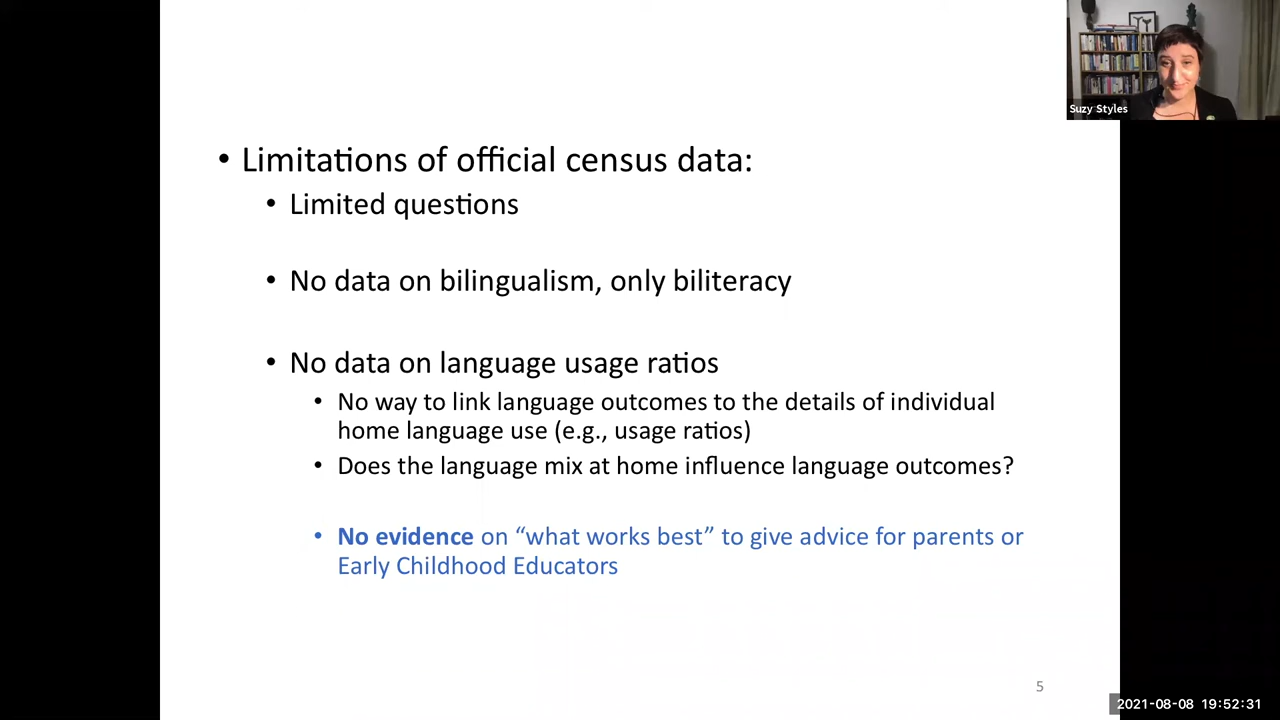 Suzy Styles
• Limitations of official census data:
• Limited questions
• No data on bilingualism, only biliteracy
• No data on language usage ratios
• No way to link language outcomes to the details of individual
home language use (e.g., usage ratios)
• Does the language mix at home influence language outcomes?
• No evidence on “what works best” to give advice for parents or
Early Childhood Educators
5
2021-08-08 19:52:31